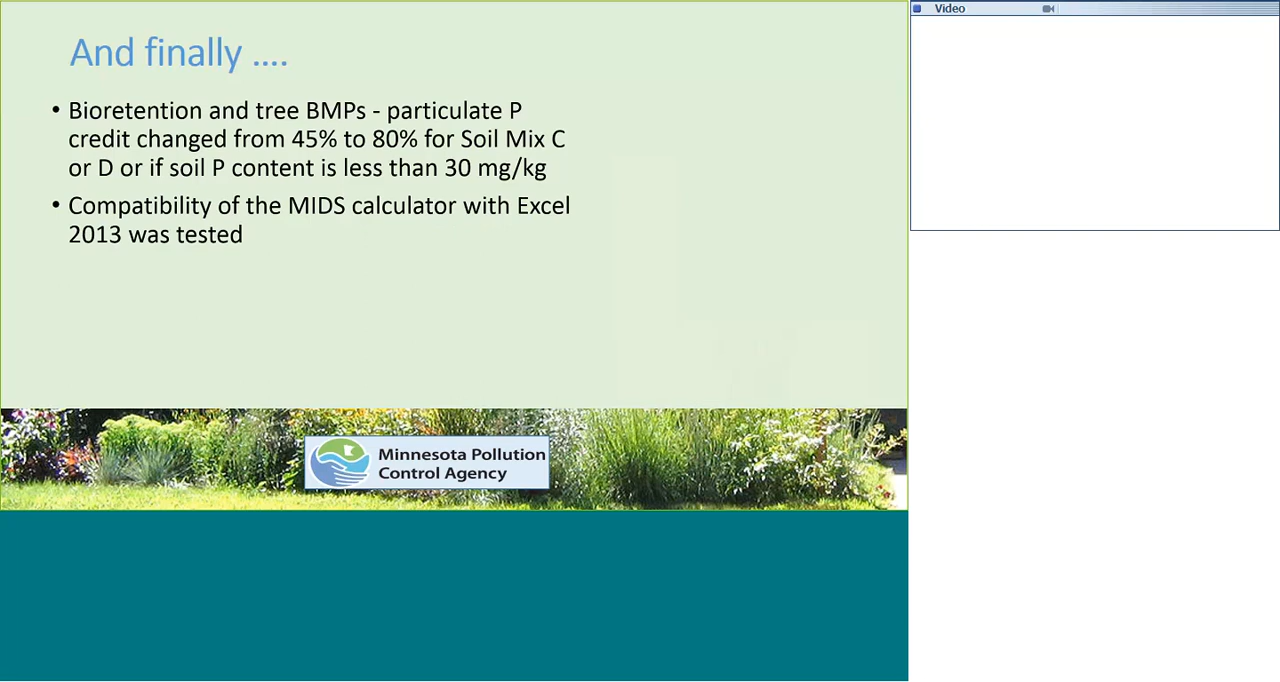 And finally ....
• Bioretention and tree BMPs - particulate P
credit changed from 45% to 80% for Soil Mix C
or D or if soil P content is less than 30 mg/kg
• Compatibility of the MIDS calculator with Excel
2013 was tested
Minnesota Pollution
Control Agency
Video